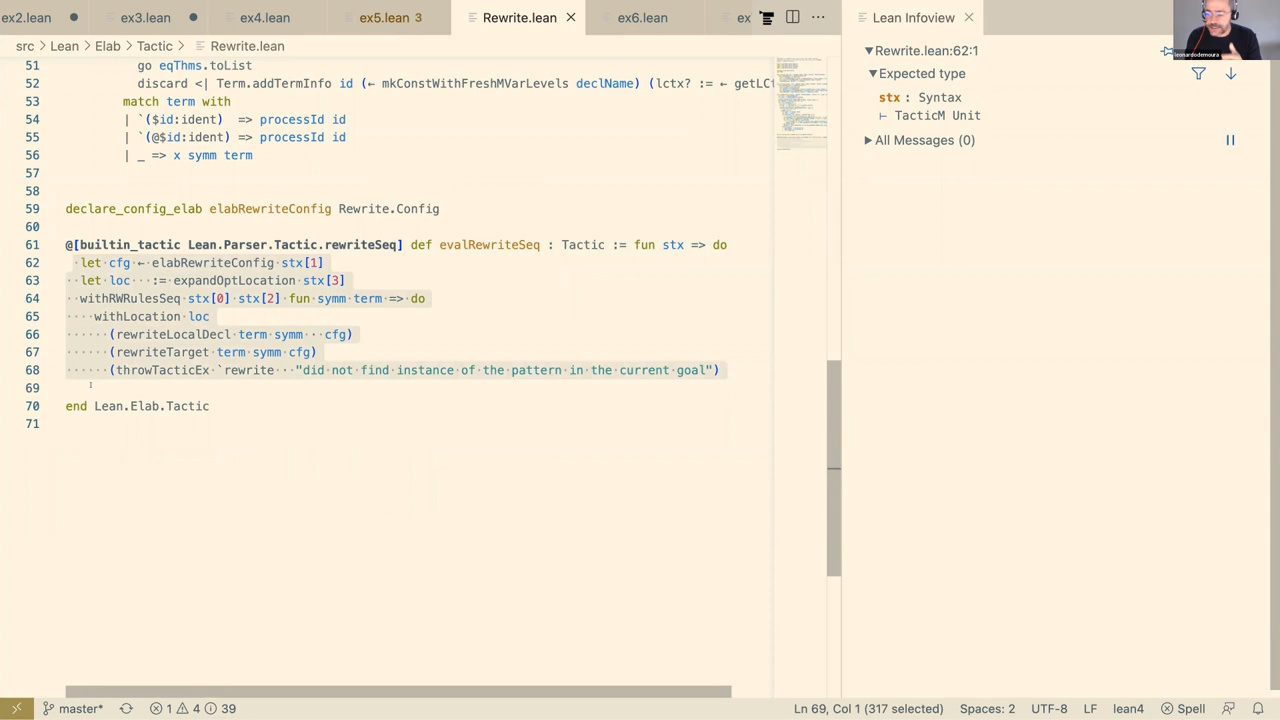 ex2.lean ex3.lean ex4.lean ex5.lean 3 Rewrite.lean ex6.lean ex Lean Infoview
leonardodemoura
src > Lean > Elab > Tactic > Rewrite.lean
51 go eqThms.toList
52 discard <| Term.addTermInfo id (← mkConstWithFreshMVarLevels declName) (lctx? := ← getLCt
53 match term with
54 | `($id:ident) => processId id
55 | `(@$id:ident) => processId id
56 | _ => x symm term
57
58
59 declare_config_elab elabRewriteConfig Rewrite.Config
60
61 @[builtin_tactic Lean.Parser.Tactic.rewriteSeq] def evalRewriteSeq : Tactic := fun stx => do
62 let cfg ← elabRewriteConfig stx[1]
63 let loc := expandOptLocation stx[3]
64 withRWRulesSeq stx[0] stx[2] fun symm term => do
65 withLocation loc
66 (rewriteLocalDecl term symm · cfg)
67 (rewriteTarget term symm cfg)
68 (throwTacticEx `rewrite · "did not find instance of the pattern in the current goal")
69
70 end Lean.Elab.Tactic
71
Rewrite.lean:62:1
Expected type
stx : Syntax
⊢ TacticM Unit
All Messages (0)
master* 1 4 39 Ln 69, Col 1 (317 selected) Spaces: 2 UTF-8 LF lean4 Spell